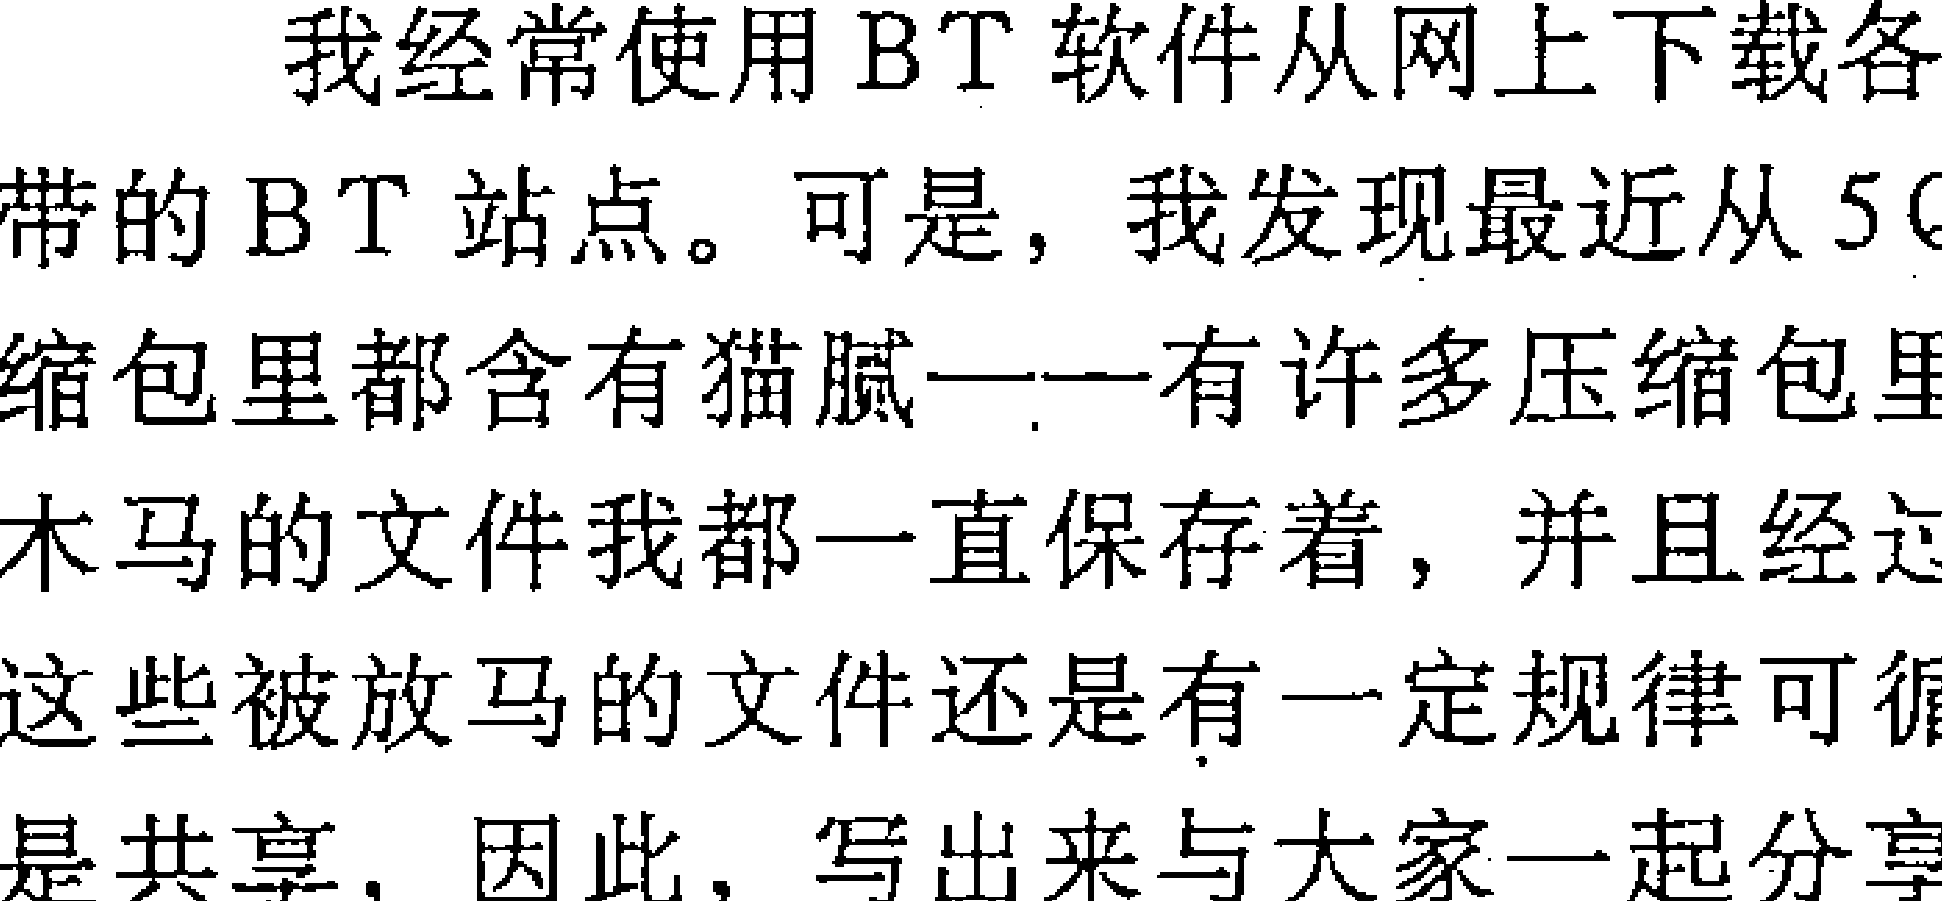 我经常使用BT软件从网上下载各
带的BT站点。可是，我发现最近从5Q
缩包里都含有猫腻——有许多压缩包里
木马的文件我都一直保存着，并且经过
这些被放马的文件还是有一定规律可循
是共享，因此，写出来与大家一起分享